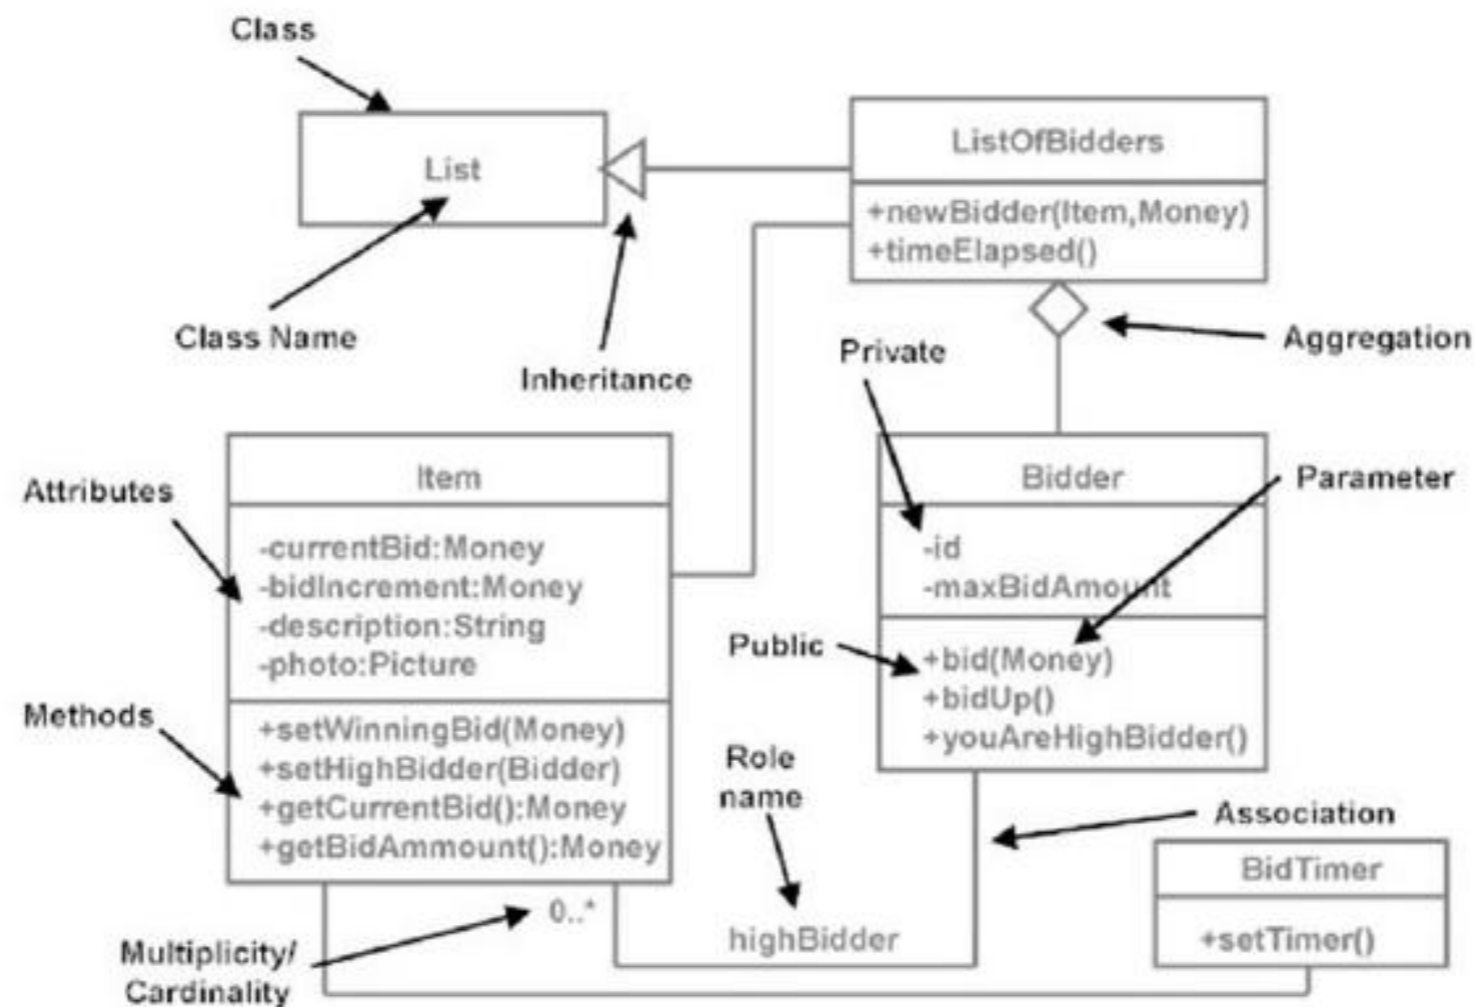 Class
List
Class Name
Inheritance
ListOfBidders
+newBidder(Item,Money)
+timeElapsed()
Aggregation
Private
Attributes
Item
-currentBid:Money
-bidIncrement:Money
-description:String
-photo:Picture
Methods
+setWinningBid(Money)
+setHighBidder(Bidder)
+getCurrentBid():Money
+getBidAmmount():Money
Bidder
Parameter
-id
-maxBidAmount
Public
+bid(Money)
+bidUp()
+youAreHighBidder()
Role
name
Association
BidTimer
+setTimer()
0..*
highBidder
Multiplicity/
Cardinality